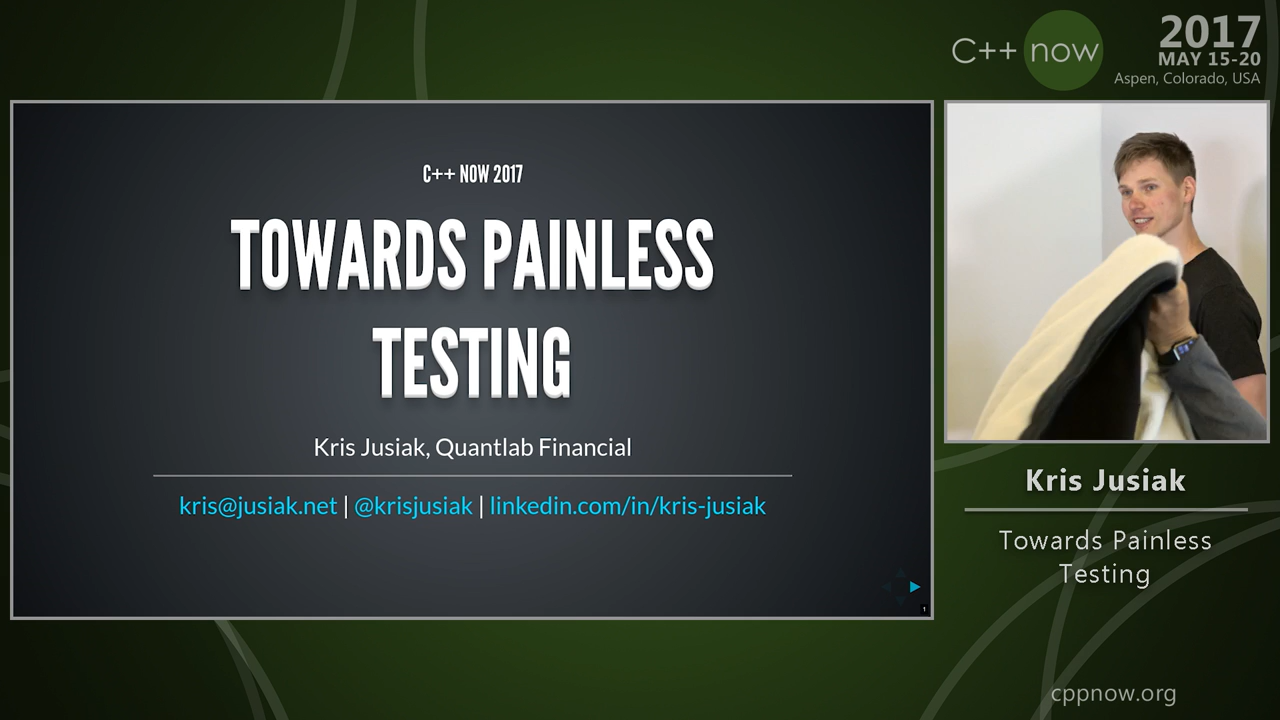 C++ now
2017
MAY 15-20
Aspen, Colorado, USA
C++ NOW 2017
TOWARDS PAINLESS
TESTING
Kris Jusiak, Quantlab Financial
kris@jusiak.net | @krisjusiak | linkedin.com/in/kris-jusiak
1
Kris Jusiak
Towards Painless
Testing
cppnow.org